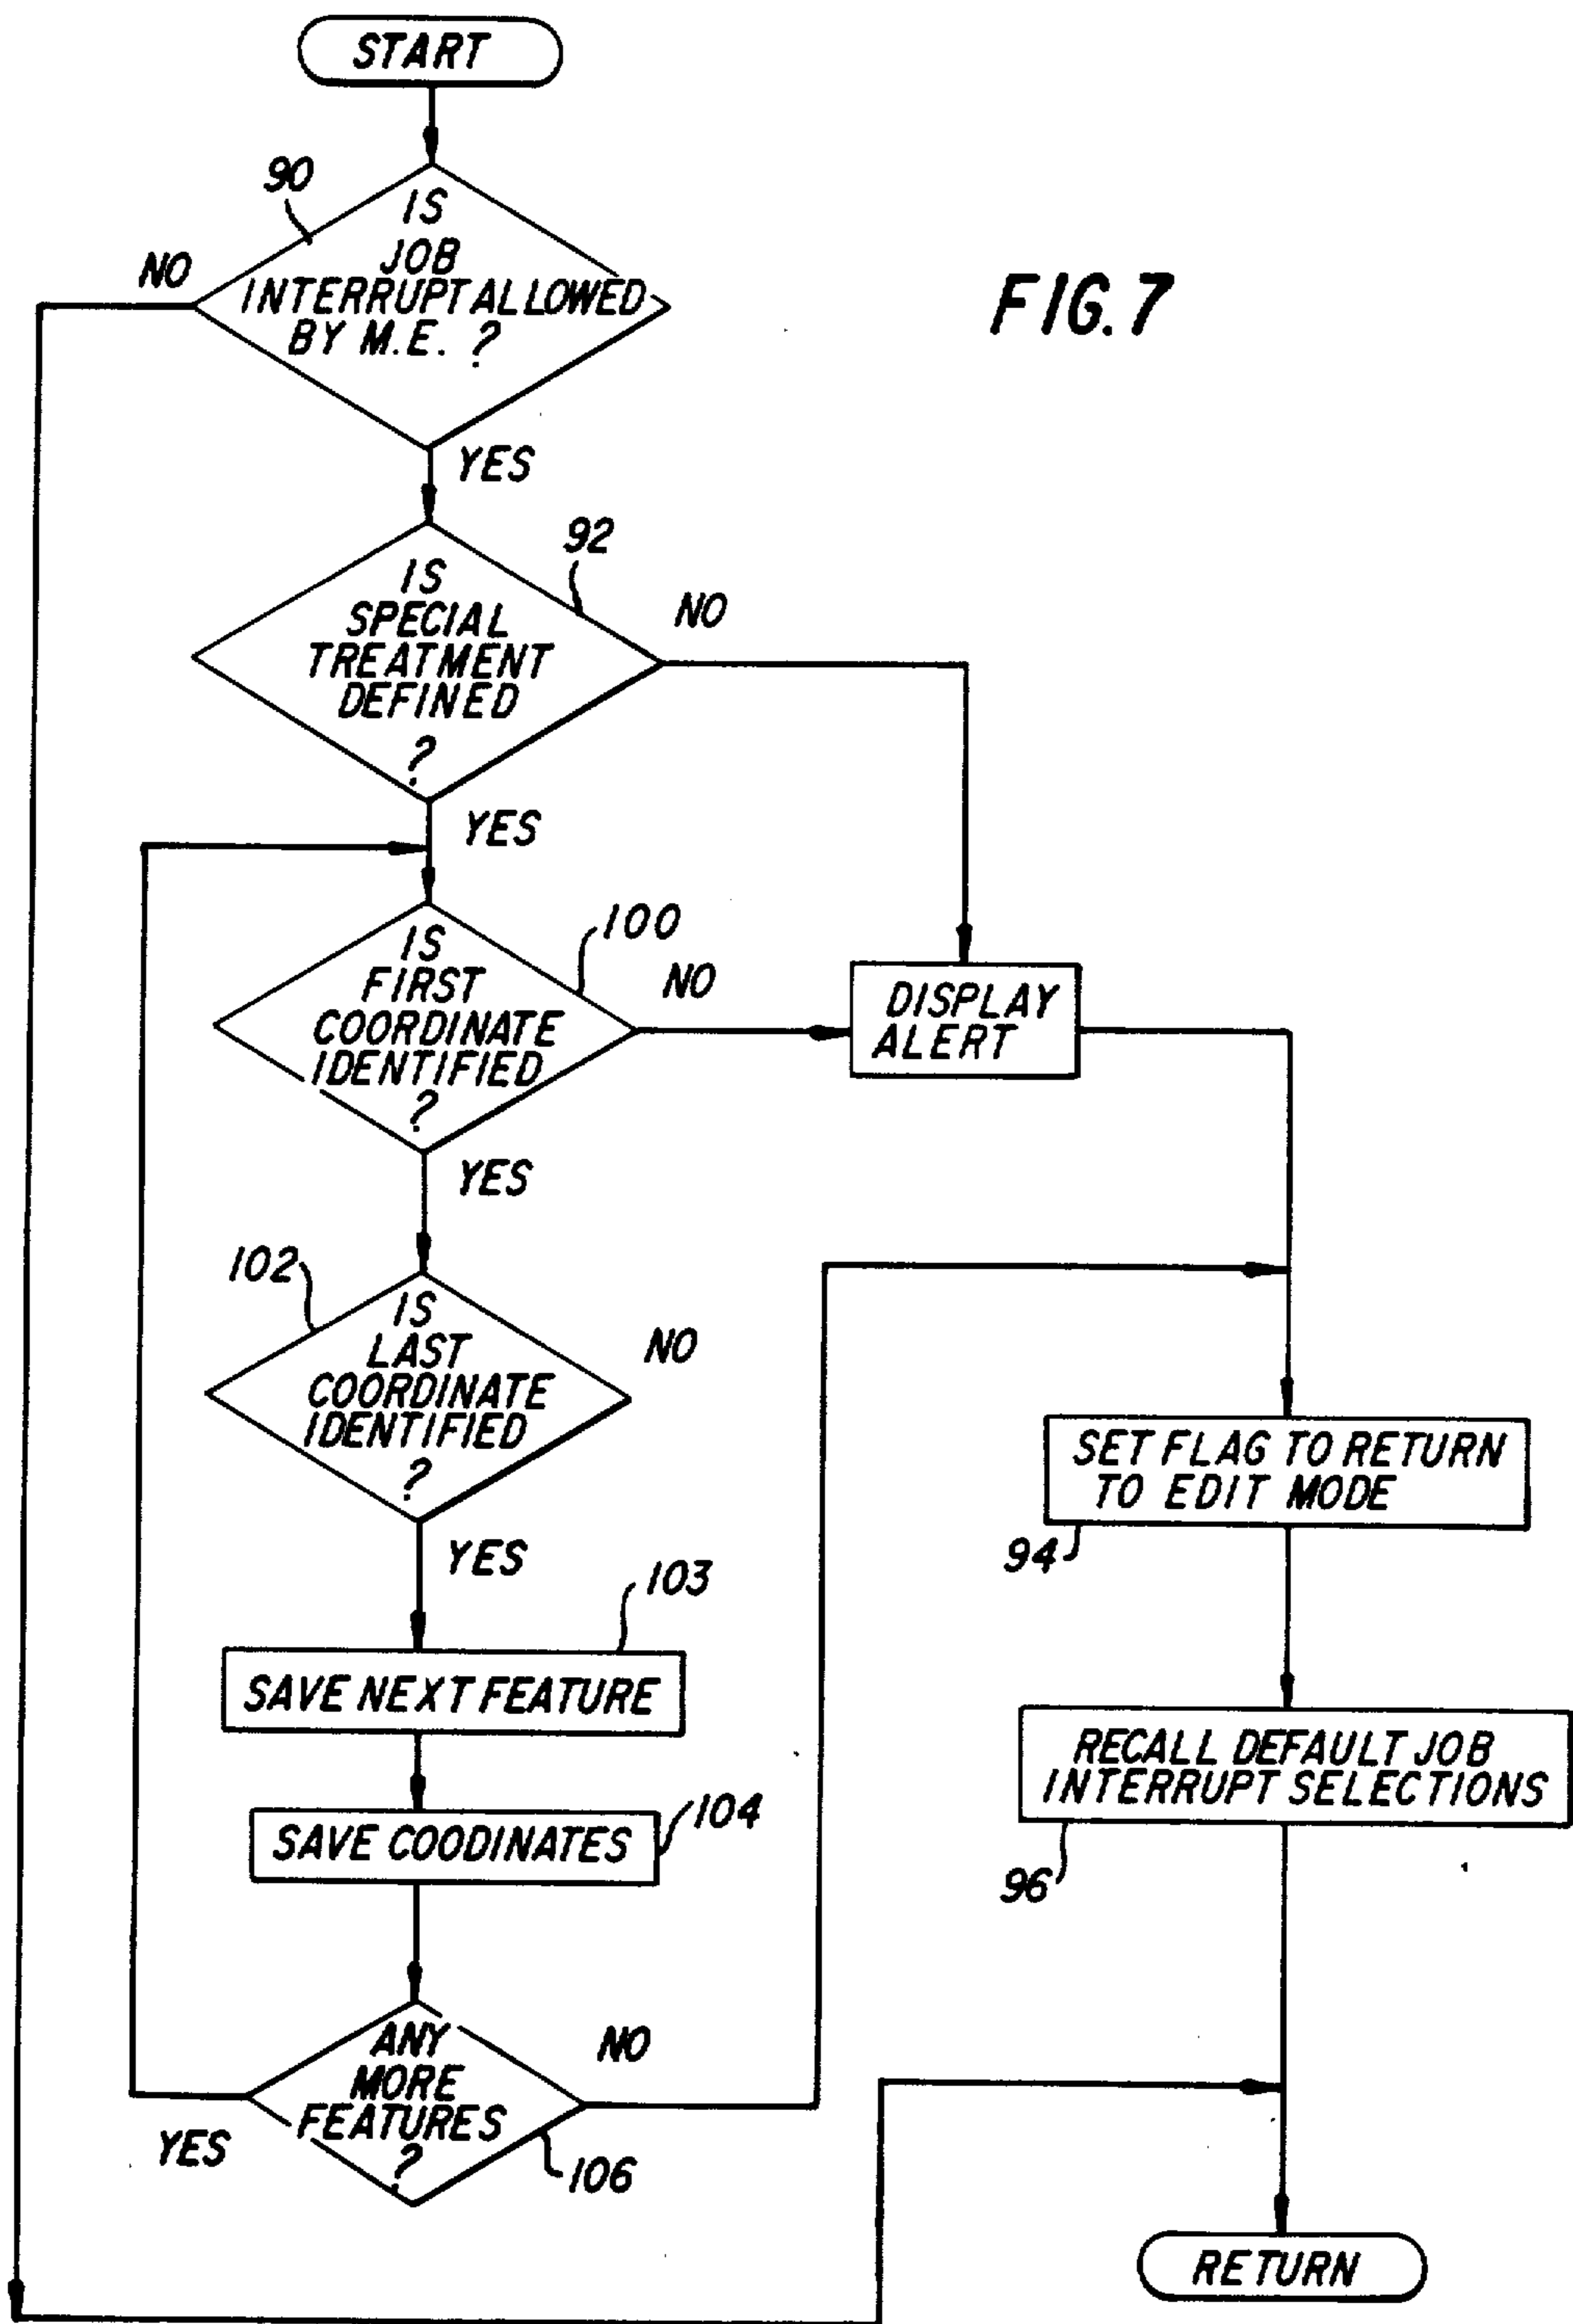 START
90
IS
JOB
INTERRUPT ALLOWED
BY M.E. ?
NO
FIG. 7
YES
92
IS
SPECIAL
TREATMENT
DEFINED
?
NO
YES
100
IS
FIRST
COORDINATE
IDENTIFIED
?
NO
DISPLAY
ALERT
YES
102
IS
LAST
COORDINATE
IDENTIFIED
?
NO
SET FLAG TO RETURN
TO EDIT MODE
94
YES
103
SAVE NEXT FEATURE
RECALL DEFAULT JOB
INTERRUPT SELECTIONS
96
SAVE COODINATES
104
ANY
MORE
FEATURES
?
NO
YES
106
RETURN